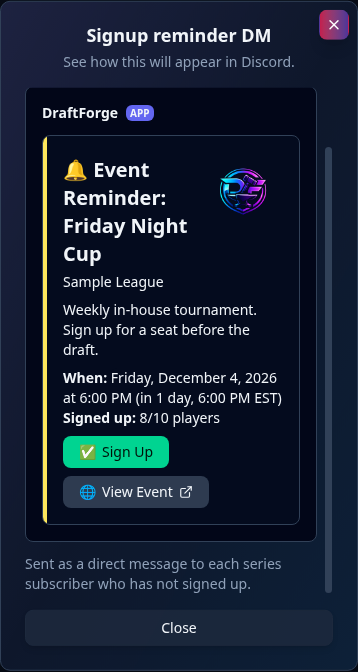 Signup reminder DM
See how this will appear in Discord.
DraftForge APP
🔔 Event
Reminder:
Friday Night
Cup
Sample League
Weekly in-house tournament.
Sign up for a seat before the
draft.
When: Friday, December 4, 2026
at 6:00 PM (in 1 day, 6:00 PM EST)
Signed up: 8/10 players
✅ Sign Up
🌐 View Event
Sent as a direct message to each series
subscriber who has not signed up.
Close